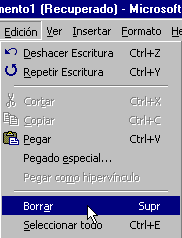 mento1 (Recuperado) - Microsoft
Edición Ver Insertar Formato He
Deshacer Escritura Ctrl+Z
Repetir Escritura Ctrl+Y
Cortar Ctrl+X
Copiar Ctrl+C
Pegar Ctrl+V
Pegado especial...
Pegar como hipervínculo
Borrar Supr
Seleccionar todo Ctrl+E